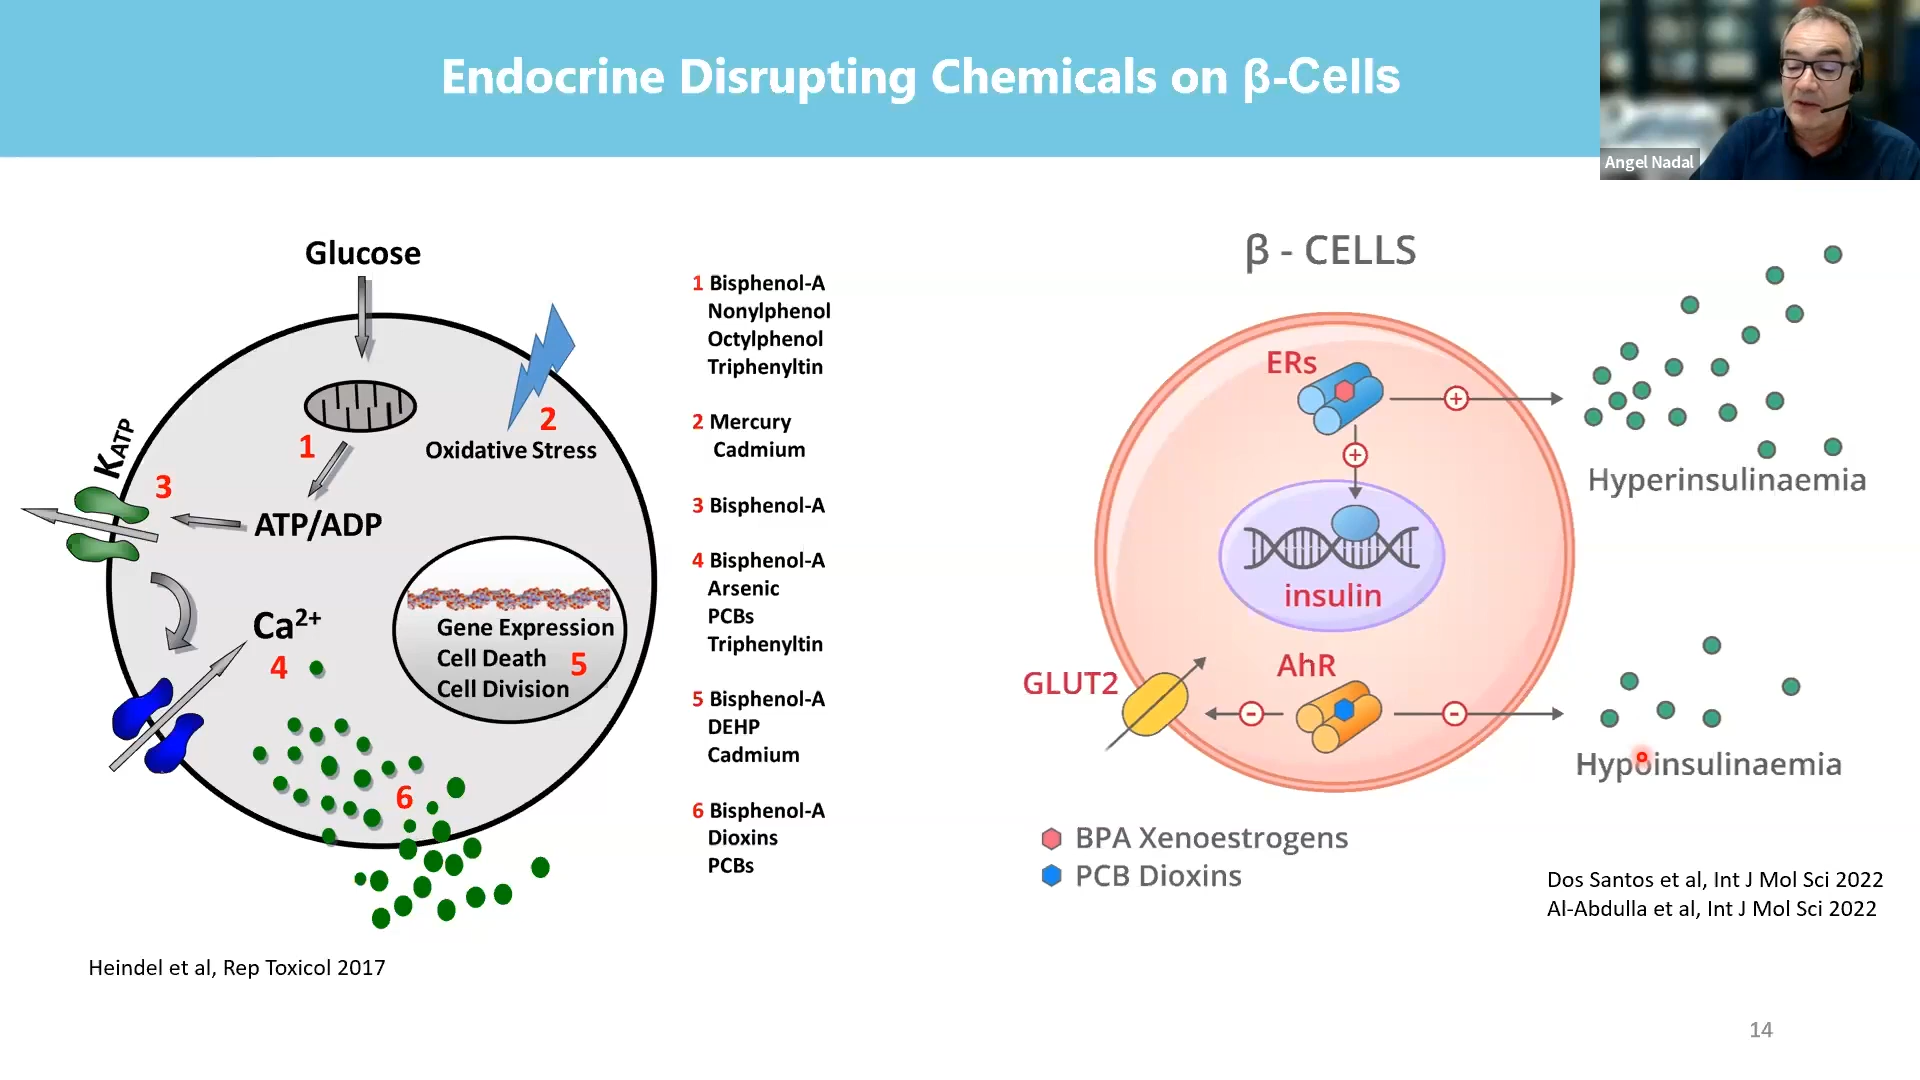 Endocrine Disrupting Chemicals on β-Cells
Angel Nadal
Glucose
1
2
Oxidative Stress
KATP
3
ATP/ADP
Ca²⁺
4
Gene Expression
Cell Death 5
Cell Division
6
Heindel et al, Rep Toxicol 2017
1 Bisphenol-A
Nonylphenol
Octylphenol
Triphenyltin
2 Mercury
Cadmium
3 Bisphenol-A
4 Bisphenol-A
Arsenic
PCBs
Triphenyltin
5 Bisphenol-A
DEHP
Cadmium
6 Bisphenol-A
Dioxins
PCBs
β - CELLS
ERs
+
+
Hyperinsulinaemia
insulin
GLUT2
AhR
-
-
Hypoinsulinaemia
BPA Xenoestrogens
PCB Dioxins
Dos Santos et al, Int J Mol Sci 2022
Al-Abdulla et al, Int J Mol Sci 2022
14